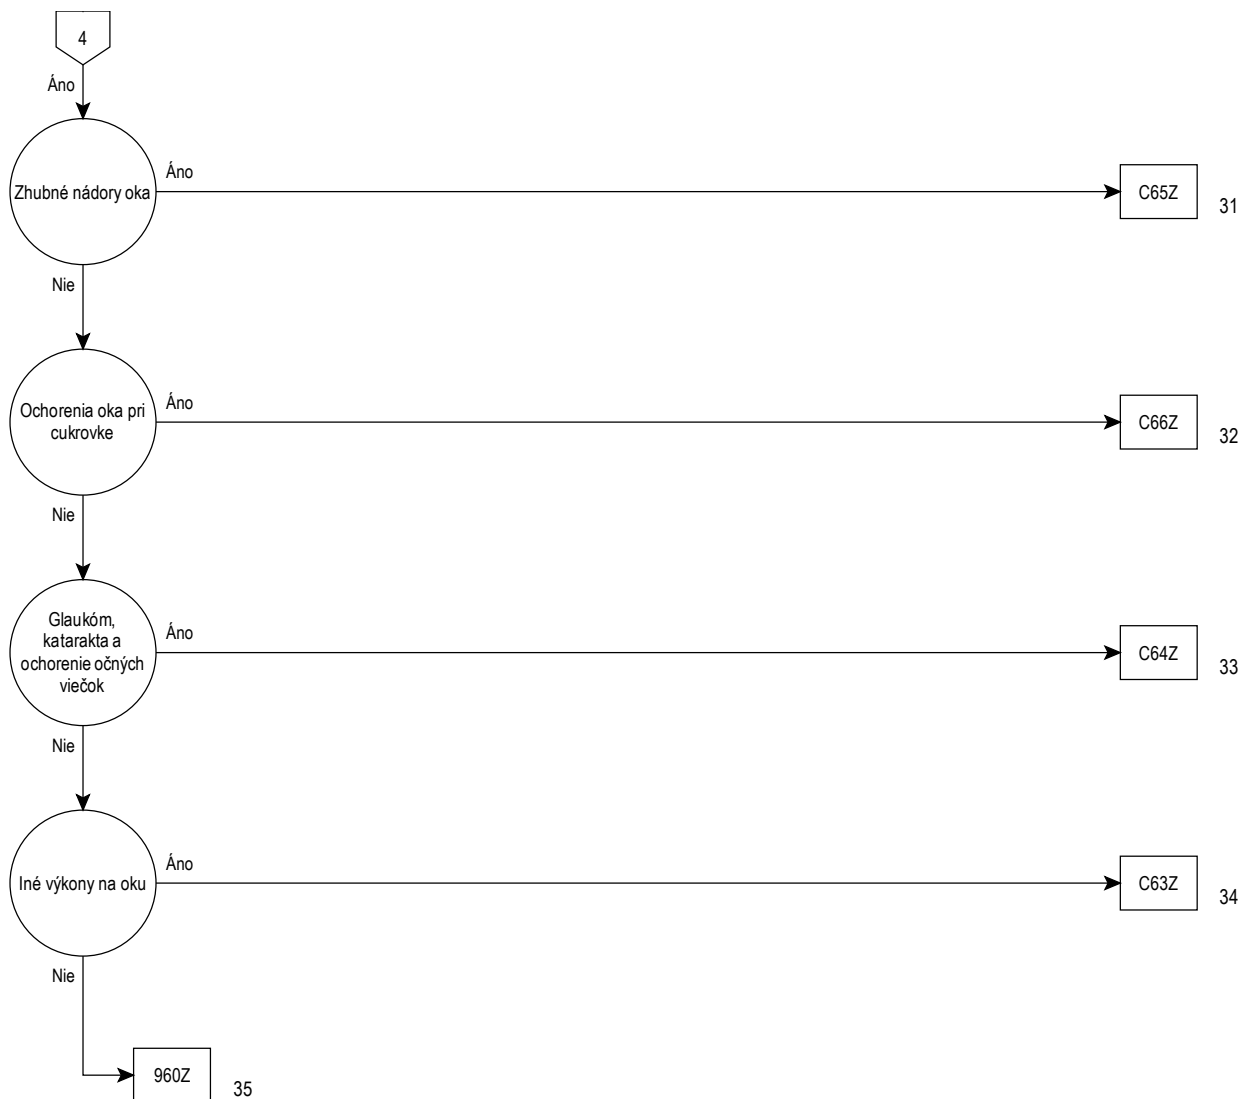 4
Áno
Zhubné nádory oka
Áno
C65Z
31
Nie
Ochorenia oka pri
cukrovke
Áno
C66Z
32
Nie
Glaukóm,
katarakta a
ochorenie očných
viečok
Áno
C64Z
33
Nie
Iné výkony na oku
Áno
C63Z
34
Nie
960Z
35